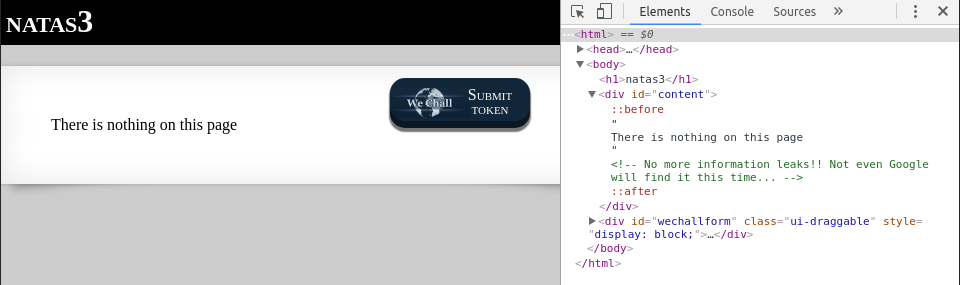 NATAS3
There is nothing on this page
We Chall
SUBMIT
TOKEN
Elements Console Sources »
…<html> == $0
<head>…</head>
<body>
<h1>natas3</h1>
<div id="content">
::before
"
There is nothing on this page
"
<!-- No more information leaks!! Not even Google
will find it this time... -->
::after
</div>
<div id="wechallform" class="ui-draggable" style=
"display: block;">…</div>
</body>
</html>